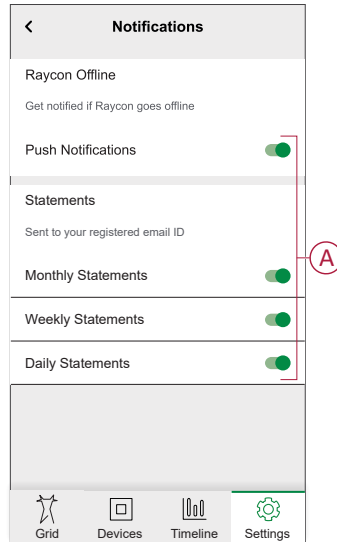 Notifications
Raycon Offline
Get notified if Raycon goes offline
Push Notifications
Statements
Sent to your registered email ID
A
Monthly Statements
Weekly Statements
Daily Statements
Grid Devices Timeline Settings